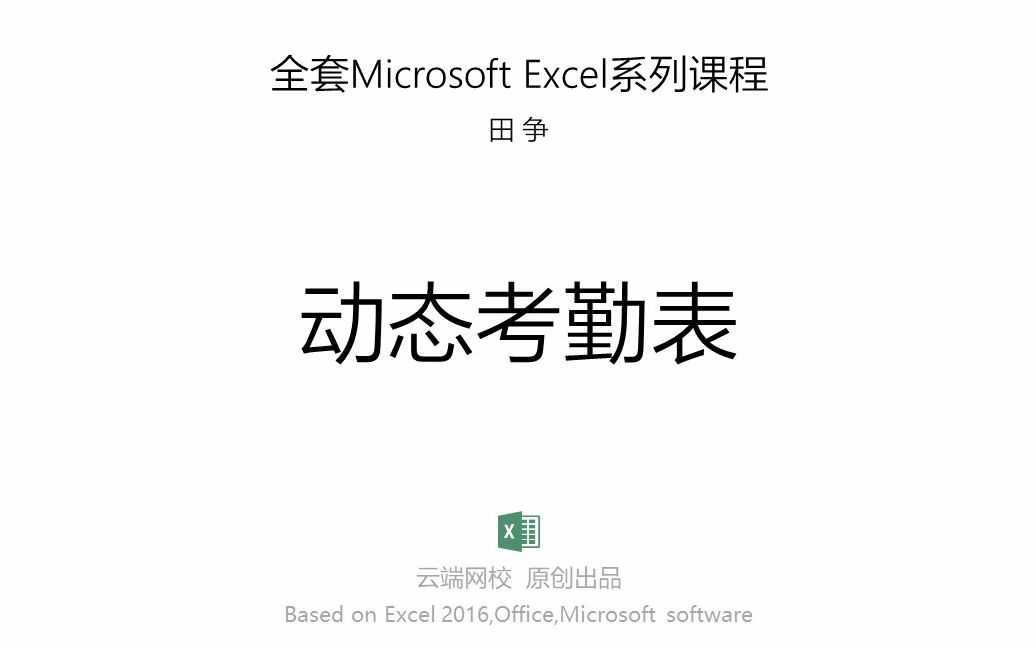 全套Microsoft Excel系列课程
田 争
动态考勤表
X
云端网校 原创出品
Based on Excel 2016,Office,Microsoft software